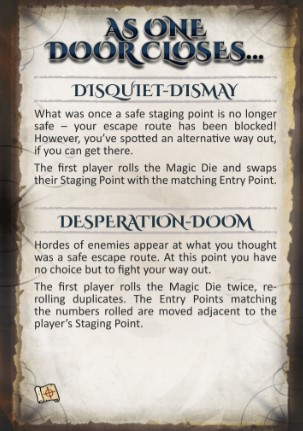 AS ONE
DOOR CLOSES...
DISQUIET-DISMAY
What was once a safe staging point is no longer
safe – your escape route has been blocked!
However, you've spotted an alternative way out,
if you can get there.
The first player rolls the Magic Die and swaps
their Staging Point with the matching Entry Point.
DESPERATION-DOOM
Hordes of enemies appear at what you thought
was a safe escape route. At this point you have
no choice but to fight your way out.
The first player rolls the Magic Die twice, re-
rolling duplicates. The Entry Points matching
the numbers rolled are moved adjacent to the
player's Staging Point.